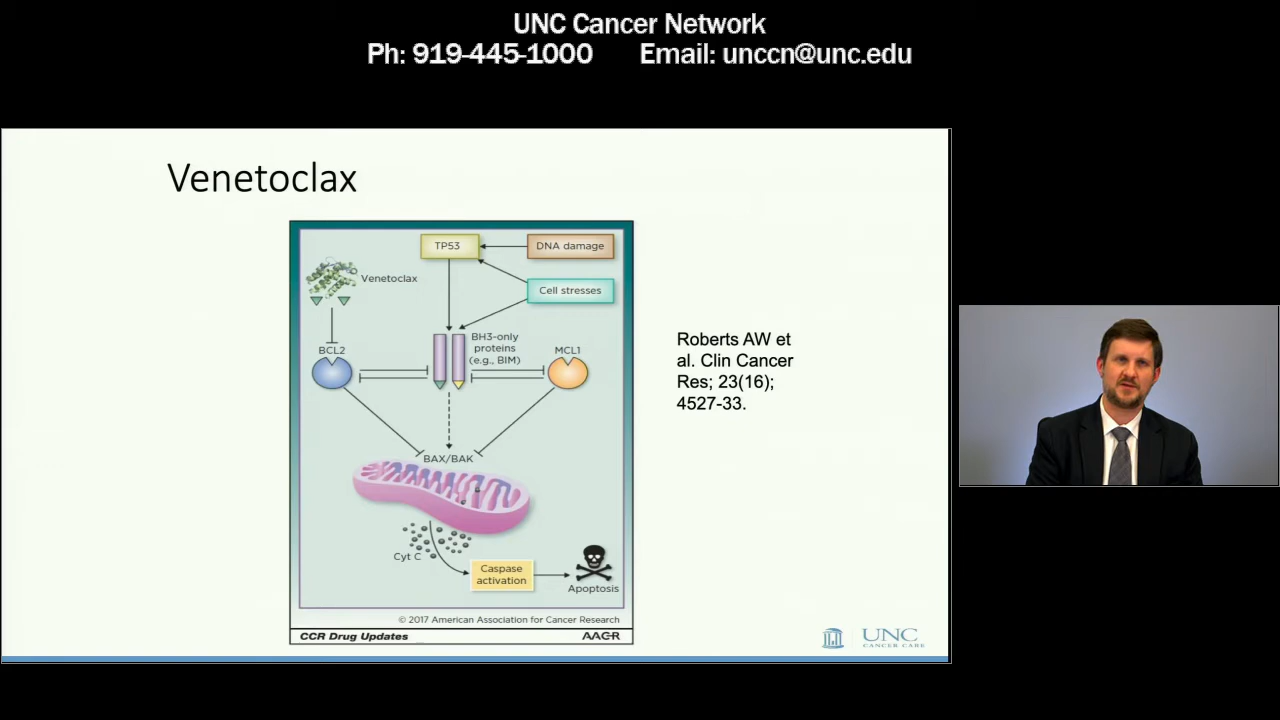 UNC Cancer Network
Ph: 919-445-1000 Email: unccn@unc.edu
Venetoclax
TP53
DNA damage
Venetoclax
Cell stresses
BCL2
BH3-only
proteins
(e.g., BIM)
MCL1
BAX/BAK
Cyt C
Caspase
activation
Apoptosis
© 2017 American Association for Cancer Research
CCR Drug Updates
AACR
Roberts AW et
al. Clin Cancer
Res; 23(16);
4527-33.
UNC
CANCER CARE